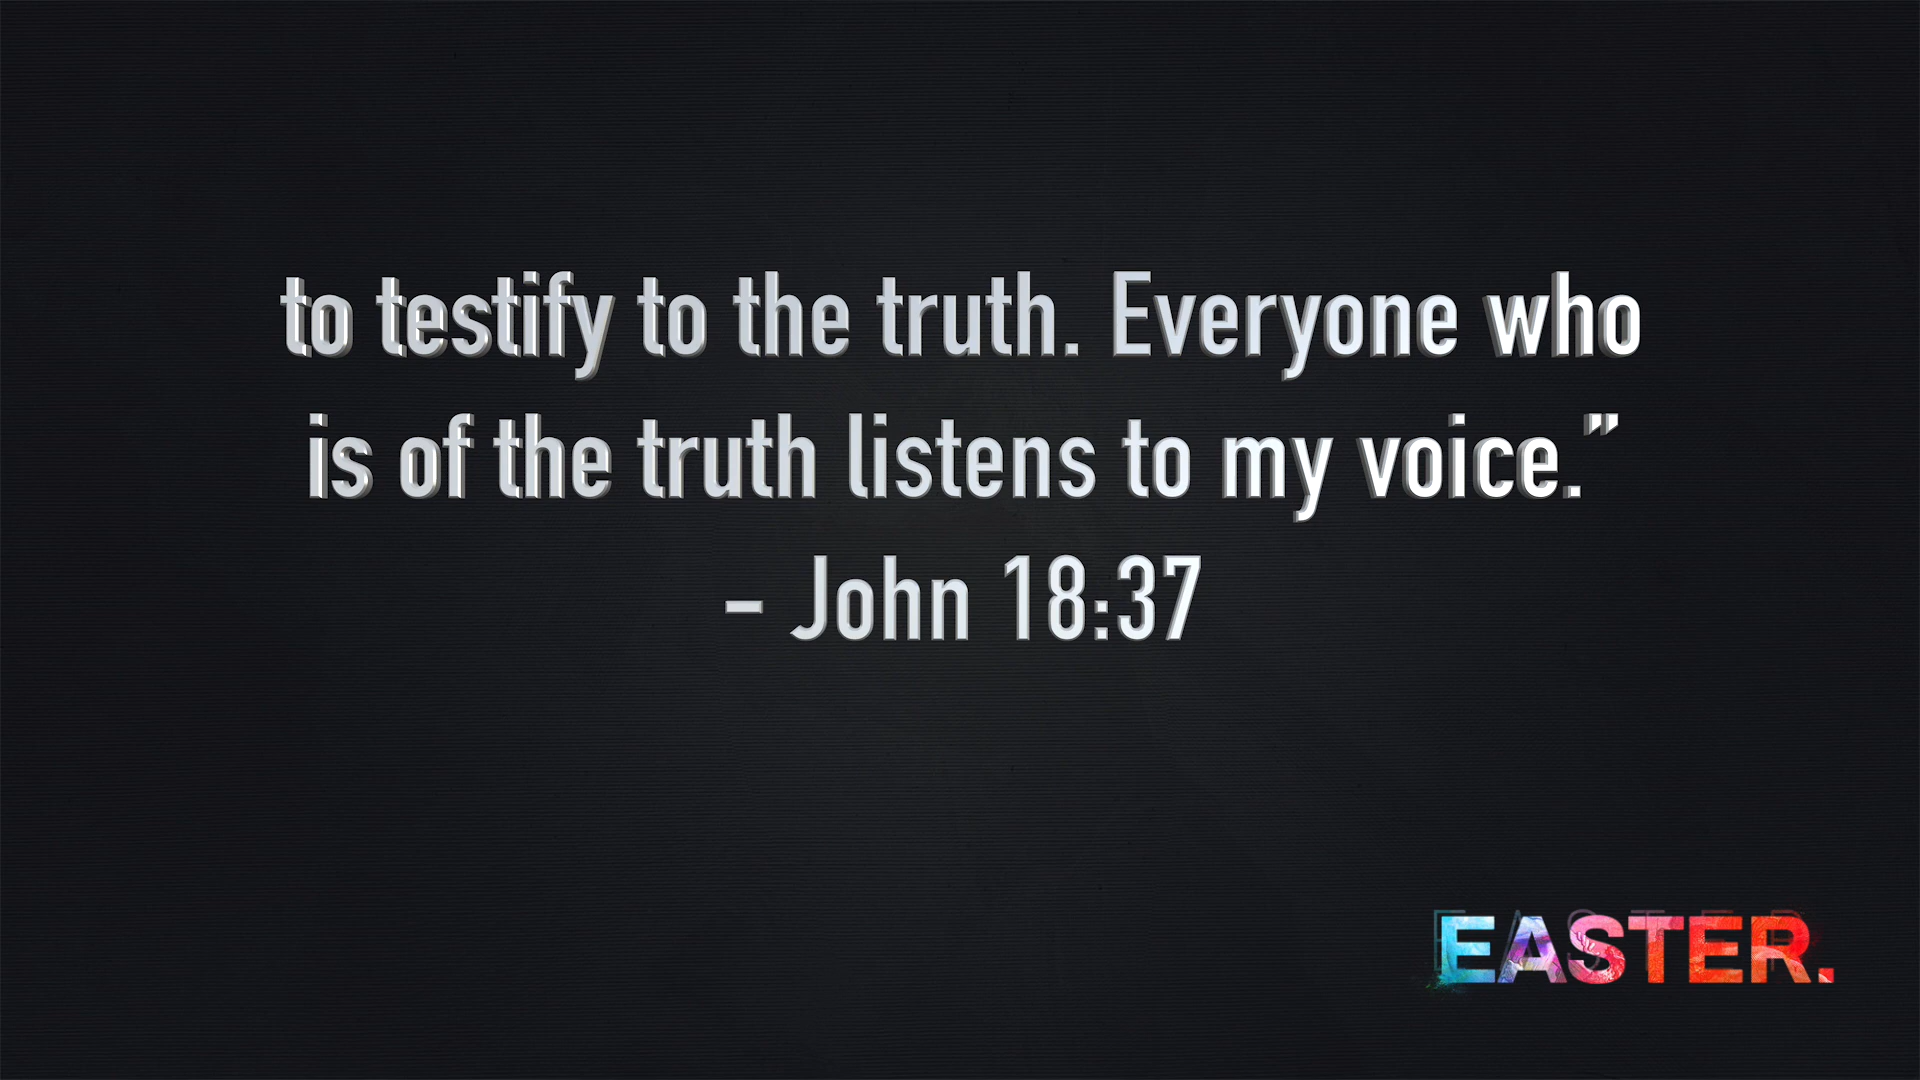 to testify to the truth. Everyone who
is of the truth listens to my voice.”
– John 18:37
EASTER.